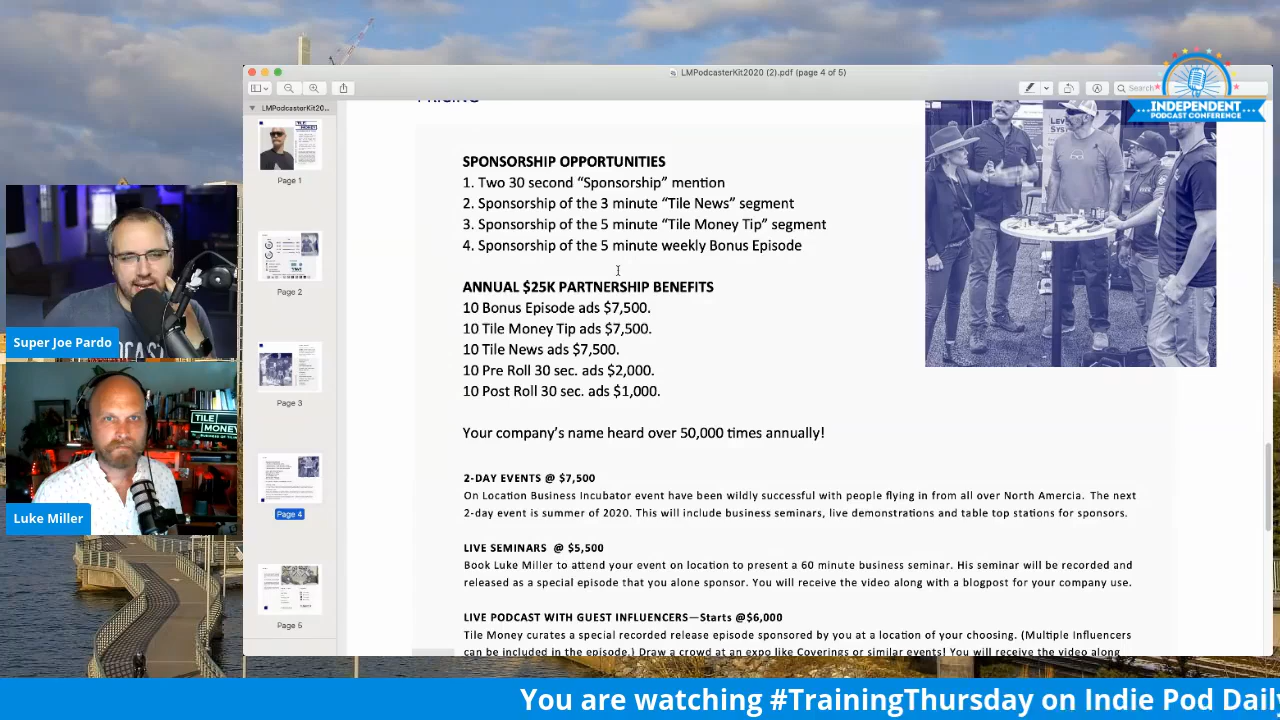 LMPodcasterKit2020 (2).pdf (page 4 of 5)
Search
INDEPENDENT
PODCAST CONFERENCE
LMPodcasterKit20...
Page 1
Page 2
Page 3
Page 4
Page 5
PRICING
SPONSORSHIP OPPORTUNITIES
1. Two 30 second “Sponsorship” mention
2. Sponsorship of the 3 minute “Tile News” segment
3. Sponsorship of the 5 minute “Tile Money Tip” segment
4. Sponsorship of the 5 minute weekly Bonus Episode
ANNUAL $25K PARTNERSHIP BENEFITS
10 Bonus Episode ads $7,500.
10 Tile Money Tip ads $7,500.
10 Tile News ads $7,500.
10 Pre Roll 30 sec. ads $2,000.
10 Post Roll 30 sec. ads $1,000.
Your company’s name heard over 50,000 times annually!
2-DAY EVENTS @ $7,500
On Location Business Incubator event have been wildly successful with people flying in from all over North Amercia. The next
2-day event is summer of 2020. This will include business seminars, live demonstrations and table top stations for sponsors.
LIVE SEMINARS @ $5,500
Book Luke Miller to attend your event on location to present a 60 minute business seminar. His seminar will be recorded and
released as a special episode that you alone sponsor. You will receive the video along with a blogpost for your company use.
LIVE PODCAST WITH GUEST INFLUENCERS—Starts @$6,000
Tile Money curates a special recorded release episode sponsored by you at a location of your choosing. (Multiple Influencers
can be included in the episode.) Draw a crowd at an expo like Coverings or similar events! You will receive the video along
Super Joe Pardo
TILE
MONEY
Luke Miller
You are watching #TrainingThursday on Indie Pod Daily